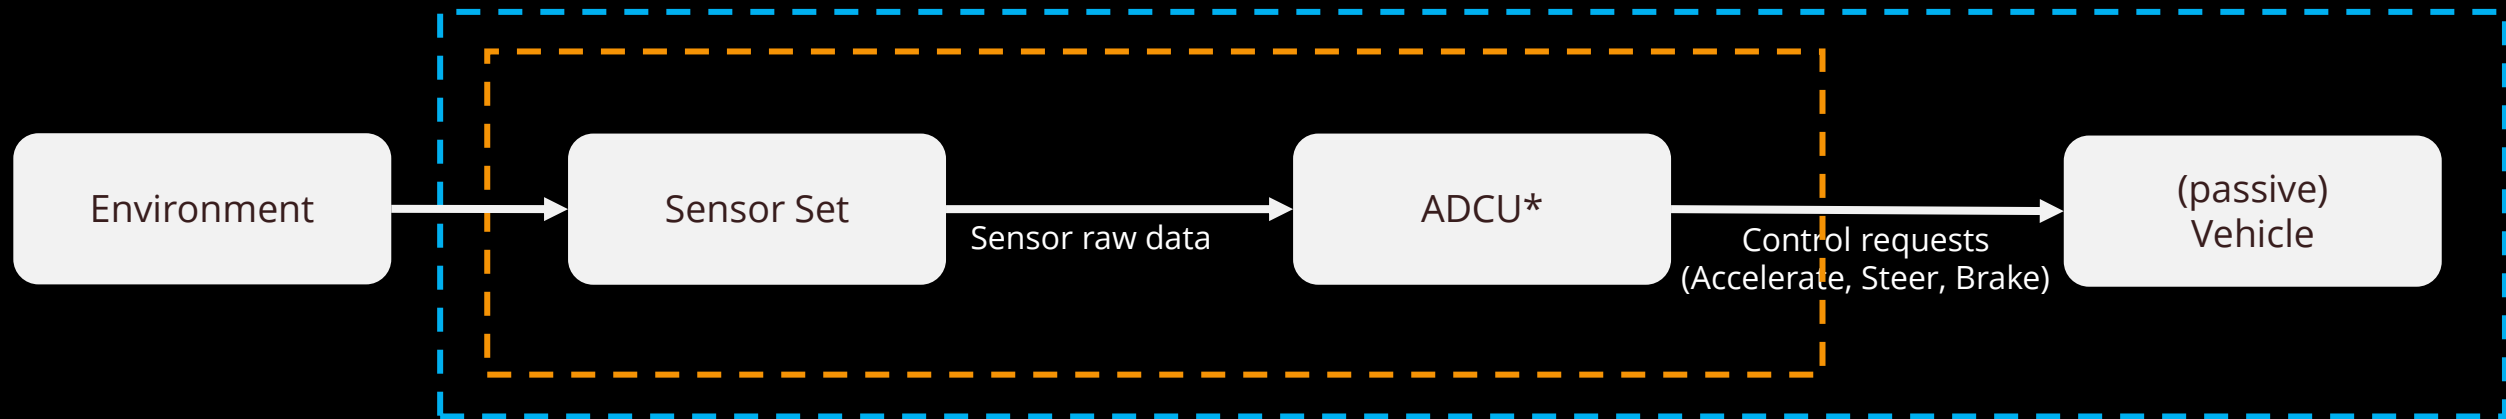 Environment
Sensor Set
Sensor raw data
ADCU*
Control requests
(Accelerate, Steer, Brake)
(passive)
Vehicle